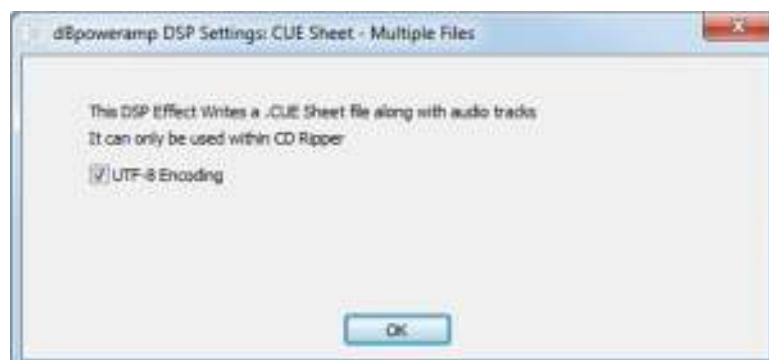 dBpoweramp DSP Settings: CUE Sheet - Multiple Files
This DSP Effect Writes a .CUE Sheet file along with audio tracks
It can only be used within CD Ripper
UTF-8 Encoding
OK